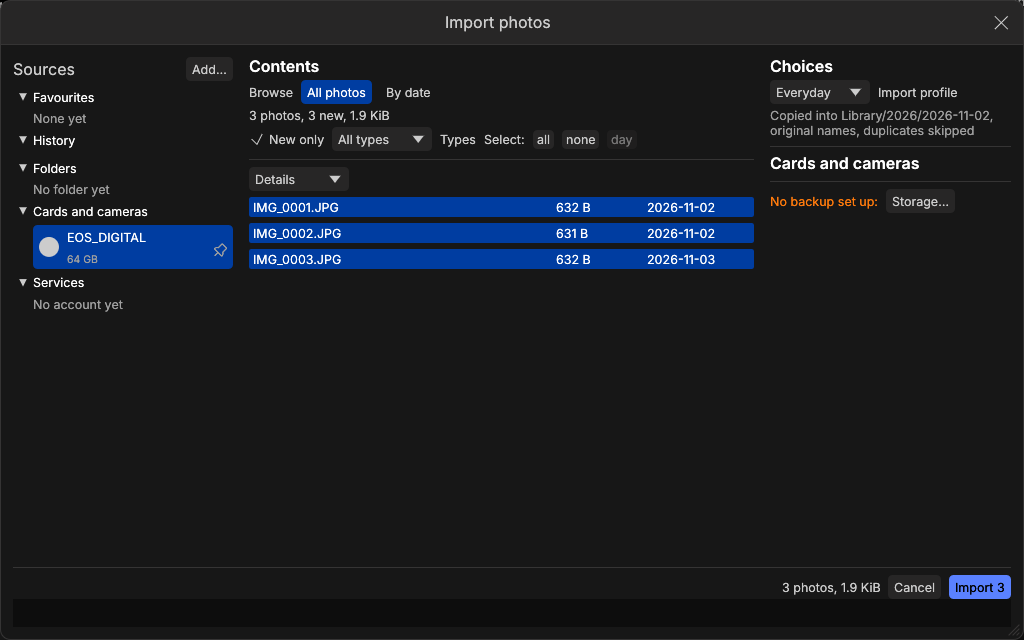 Import photos
Sources
Add...
Favourites
None yet
History
Folders
No folder yet
Cards and cameras
EOS_DIGITAL
64 GB
Services
No account yet
Contents
Browse All photos By date
3 photos, 3 new, 1.9 KiB
New only All types Types Select: all none day
Details
IMG_0001.JPG 632 B 2026-11-02
IMG_0002.JPG 631 B 2026-11-02
IMG_0003.JPG 632 B 2026-11-03
Choices
Everyday Import profile
Copied into Library/2026/2026-11-02,
original names, duplicates skipped
Cards and cameras
No backup set up: Storage...
3 photos, 1.9 KiB Cancel Import 3